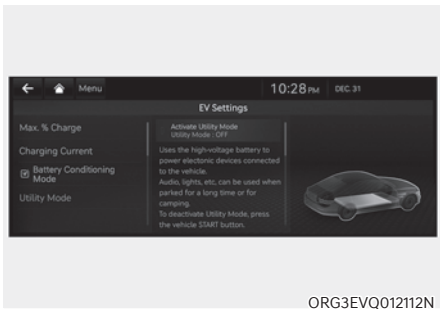 Menu
10:28 PM
DEC. 31
EV Settings
Max. % Charge
Charging Current
Battery Conditioning
Mode
Utility Mode
Activate Utility Mode
Utility Mode : OFF
Uses the high-voltage battery to
power electonic devices connected
to the vehicle.
Audio, lights, etc, can be used when
parked for a long time or for
camping.
To deactivate Utility Mode, press
the vehicle START button.
ORG3EVQ012112N